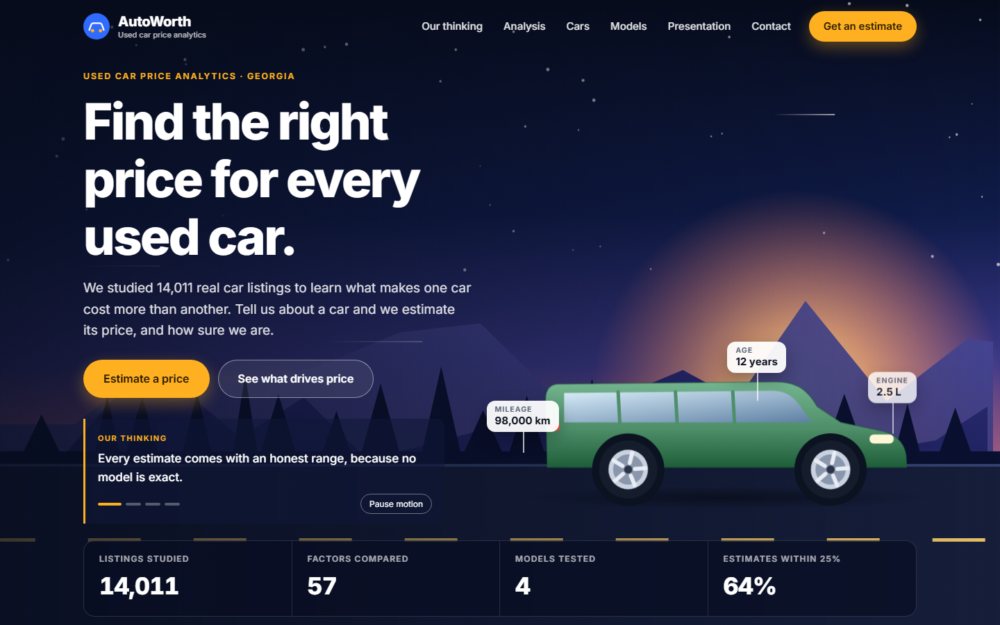 AutoWorth
Used car price analytics
Our thinking
Analysis
Cars
Models
Presentation
Contact
Get an estimate
USED CAR PRICE ANALYTICS · GEORGIA
Find the right
price for every
used car.
We studied 14,011 real car listings to learn what makes one car
cost more than another. Tell us about a car and we estimate
its price, and how sure we are.
Estimate a price
See what drives price
AGE
12 years
ENGINE
2.5 L
MILEAGE
98,000 km
OUR THINKING
Every estimate comes with an honest range, because no
model is exact.
Pause motion
LISTINGS STUDIED
14,011
FACTORS COMPARED
57
MODELS TESTED
4
ESTIMATES WITHIN 25%
64%